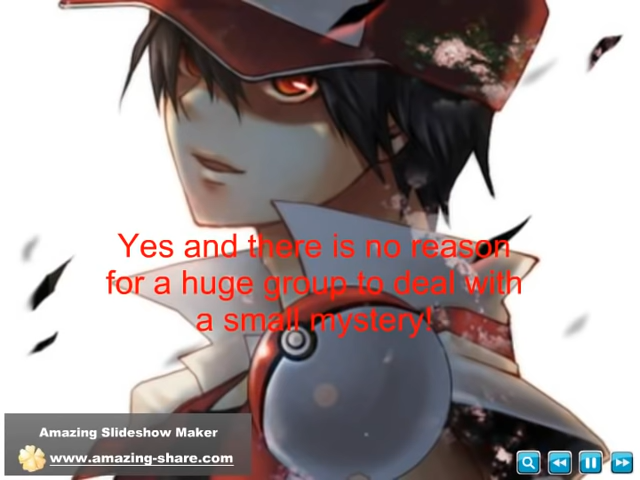 Yes and there is no reason
for a huge group to deal with
a small mystery!
Amazing Slideshow Maker
www.amazing-share.com